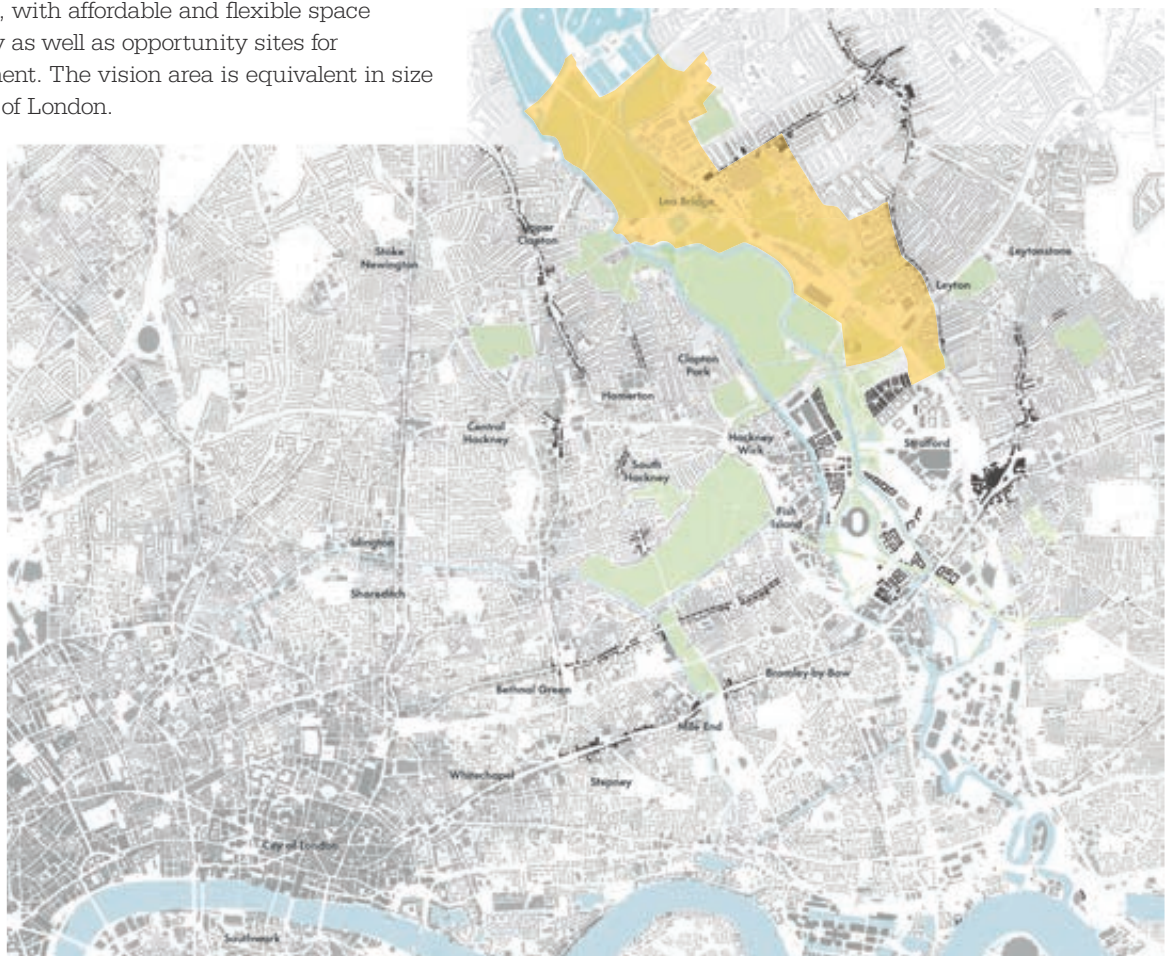 , with affordable and flexible space
y as well as opportunity sites for
nent. The vision area is equivalent in size
of London.
Lea Bridge
Upper
Clapton
Stoke
Newington
Leytonstone
Leyton
Clapton
Park
Homerton
Central
Hackney
Hackney
Wick
Stratford
South
Hackney
Fish
Island
Islington
Shoreditch
Bethnal Green
Bromley-by-Bow
Mile End
Whitechapel
Stepney
City of London
Southwark